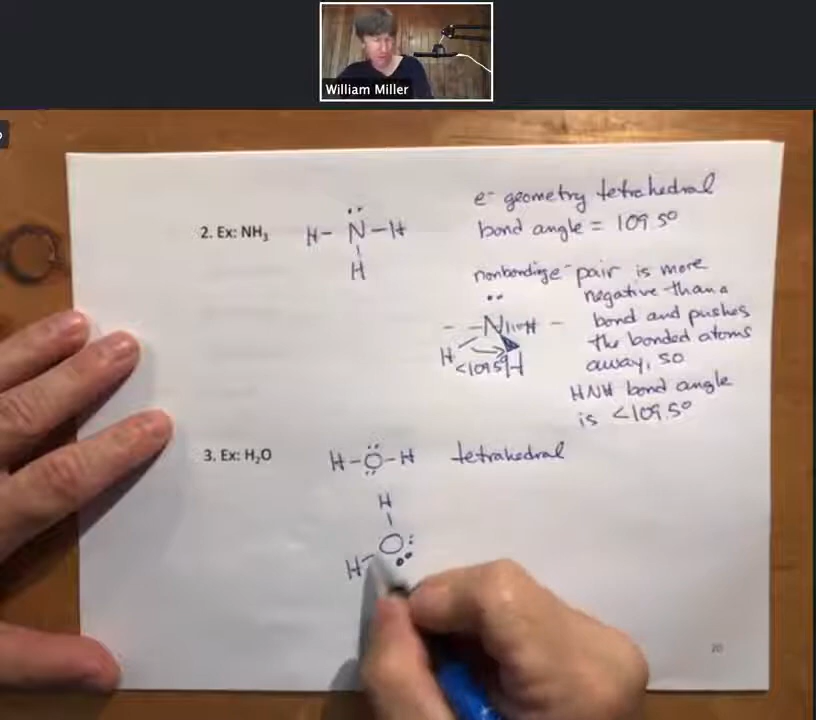 William Miller
2. Ex: NH₃
H–N̈–H
H
e⁻ geometry tetrahedral
bond angle = 109.5°
nonbonding e⁻ pair is more
negative than a
bond and pushes
the bonded atoms
away, so
HNH bond angle
is <109.5°
N H
H <109.5° H
3. Ex: H₂O
H–O–H tetrahedral
H
O
H
20